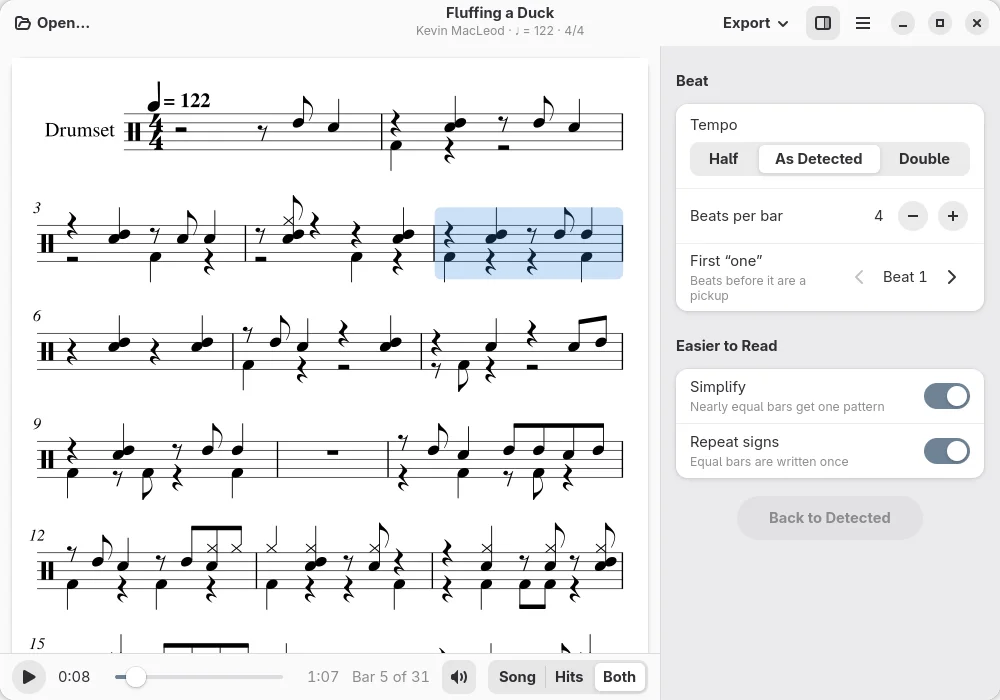 Open...
Fluffing a Duck
Kevin MacLeod · ♩ = 122 · 4/4
Export
= 122
Drumset
4
4
3
6
9
12
15
0:08
1:07
Bar 5 of 31
Song
Hits
Both
Beat
Tempo
Half
As Detected
Double
Beats per bar
4
First “one”
Beats before it are a
pickup
Beat 1
Easier to Read
Simplify
Nearly equal bars get one pattern
Repeat signs
Equal bars are written once
Back to Detected